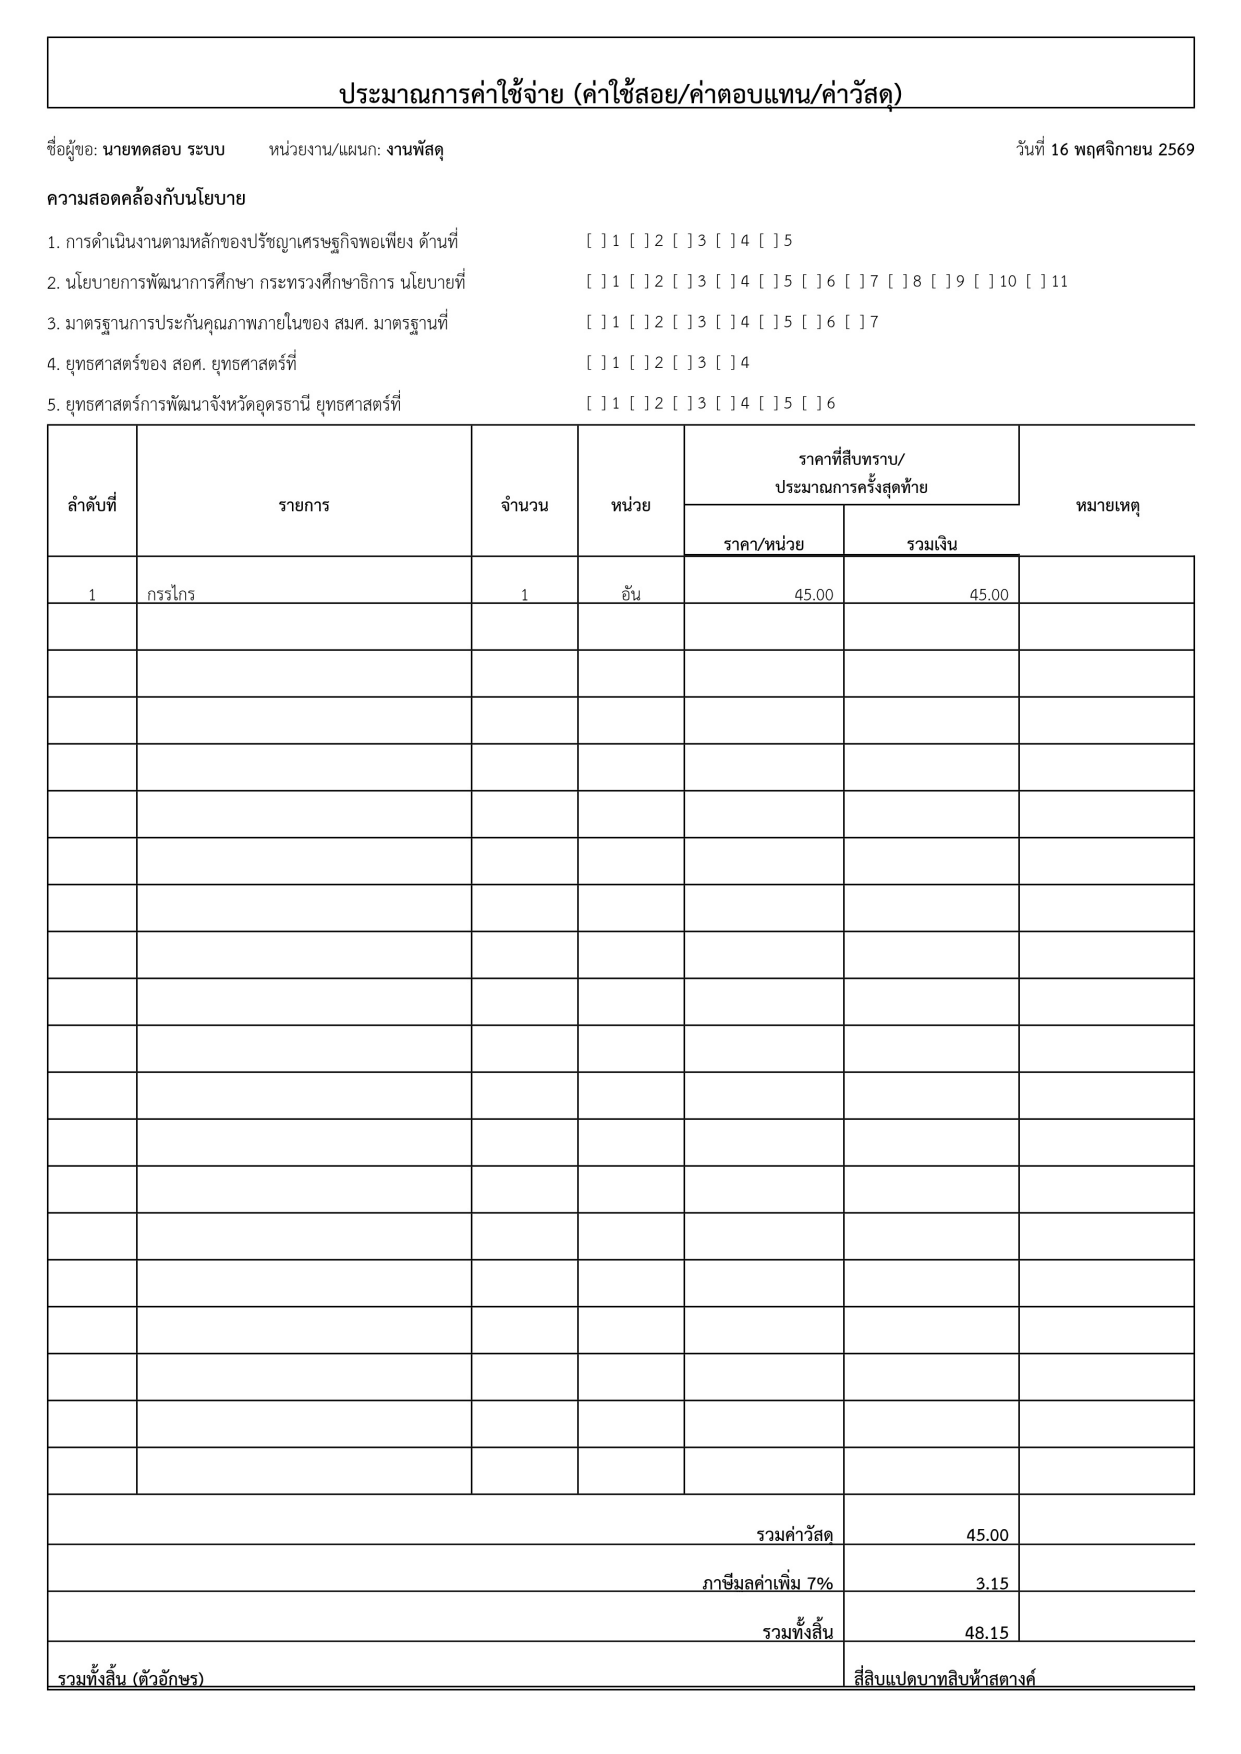 ประมาณการค่าใช้จ่าย (ค่าใช้สอย/ค่าตอบแทน/ค่าวัสดุ)
ชื่อผู้ขอ: นายทดสอบ ระบบ หน่วยงาน/แผนก: งานพัสดุ วันที่ 16 พฤศจิกายน 2569
ความสอดคล้องกับนโยบาย
1. การดำเนินงานตามหลักของปรัชญาเศรษฐกิจพอเพียง ด้านที่ [ ]1 [ ]2 [ ]3 [ ]4 [ ]5
2. นโยบายการพัฒนาการศึกษา กระทรวงศึกษาธิการ นโยบายที่ [ ]1 [ ]2 [ ]3 [ ]4 [ ]5 [ ]6 [ ]7 [ ]8 [ ]9 [ ]10 [ ]11
3. มาตรฐานการประกันคุณภาพภายในของ สมศ. มาตรฐานที่ [ ]1 [ ]2 [ ]3 [ ]4 [ ]5 [ ]6 [ ]7
4. ยุทธศาสตร์ของ สอศ. ยุทธศาสตร์ที่ [ ]1 [ ]2 [ ]3 [ ]4
5. ยุทธศาสตร์การพัฒนาจังหวัดอุดรธานี ยุทธศาสตร์ที่ [ ]1 [ ]2 [ ]3 [ ]4 [ ]5 [ ]6
ราคาที่สืบทราบ/
ประมาณการครั้งสุดท้าย
ลำดับที่ รายการ จำนวน หน่วย หมายเหตุ
ราคา/หน่วย รวมเงิน
1 กรรไกร 1 อัน 45.00 45.00
รวมค่าวัสดุ 45.00
ภาษีมูลค่าเพิ่ม 7% 3.15
รวมทั้งสิ้น 48.15
รวมทั้งสิ้น (ตัวอักษร) สี่สิบแปดบาทสิบห้าสตางค์